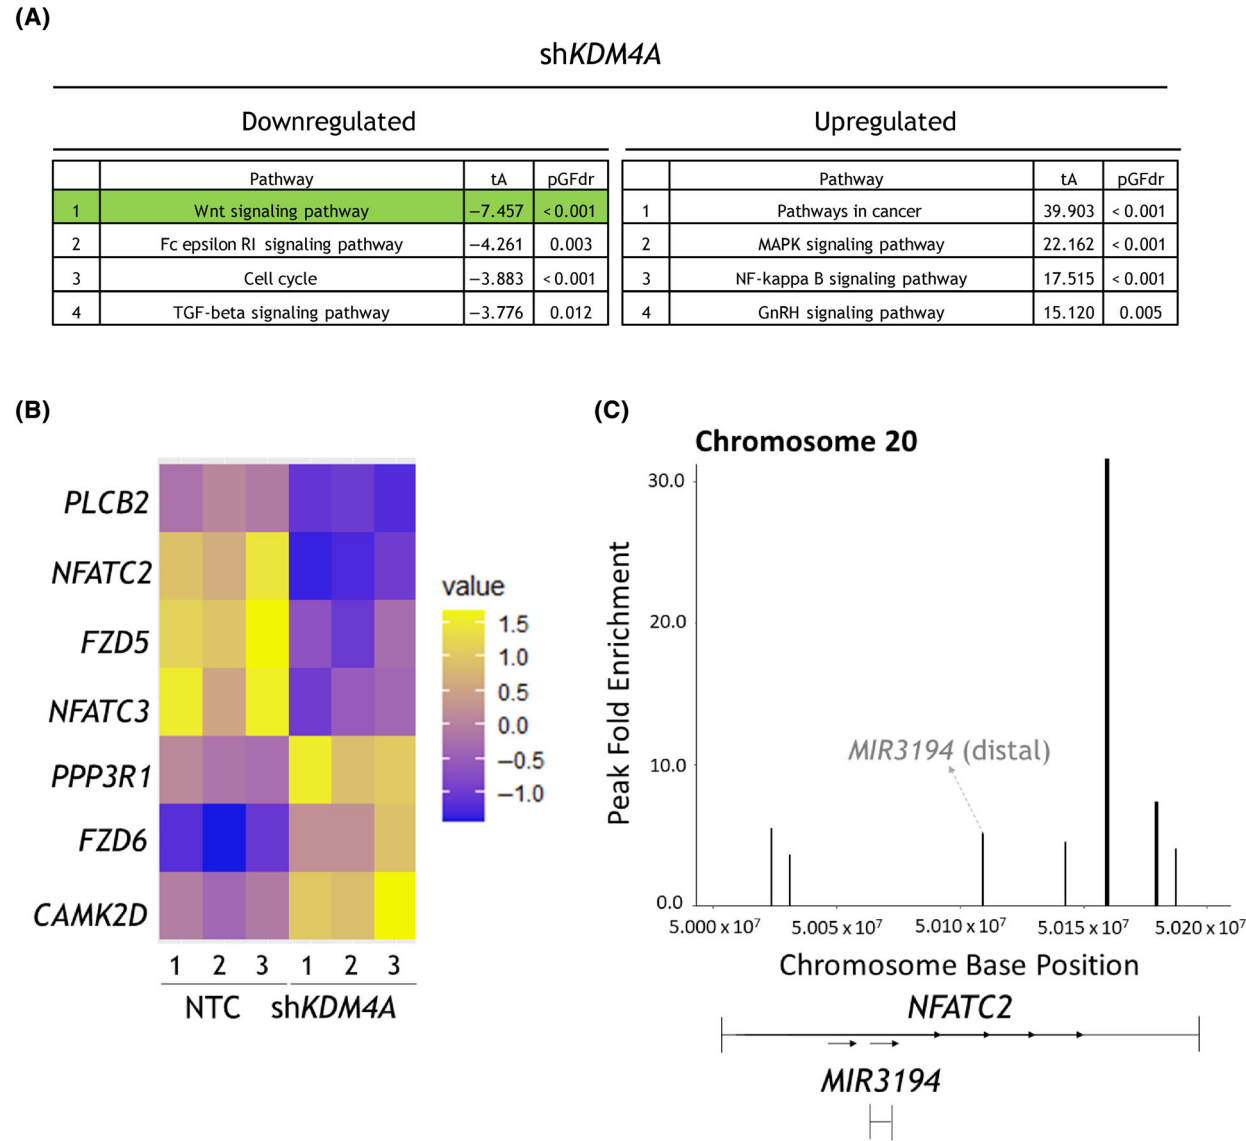 (A)
shKDM4A
Downregulated
Upregulated
Pathway tA pGFdr
1 Wnt signaling pathway −7.457 <0.001
2 Fc epsilon RI signaling pathway −4.261 0.003
3 Cell cycle −3.883 <0.001
4 TGF-beta signaling pathway −3.776 0.012
Pathway tA pGFdr
1 Pathways in cancer 39.903 <0.001
2 MAPK signaling pathway 22.162 <0.001
3 NF-kappa B signaling pathway 17.515 <0.001
4 GnRH signaling pathway 15.120 0.005
(B)
PLCB2
NFATC2
FZD5
NFATC3
PPP3R1
FZD6
CAMK2D
1 2 3 1 2 3
NTC shKDM4A
value
1.5
1.0
0.5
0.0
−0.5
−1.0
(C)
Chromosome 20
Peak Fold Enrichment
30.0
20.0
10.0
0.0
MIR3194 (distal)
5.000 x 10⁷ 5.005 x 10⁷ 5.010 x 10⁷ 5.015 x 10⁷ 5.020 x 10⁷
Chromosome Base Position
NFATC2
MIR3194